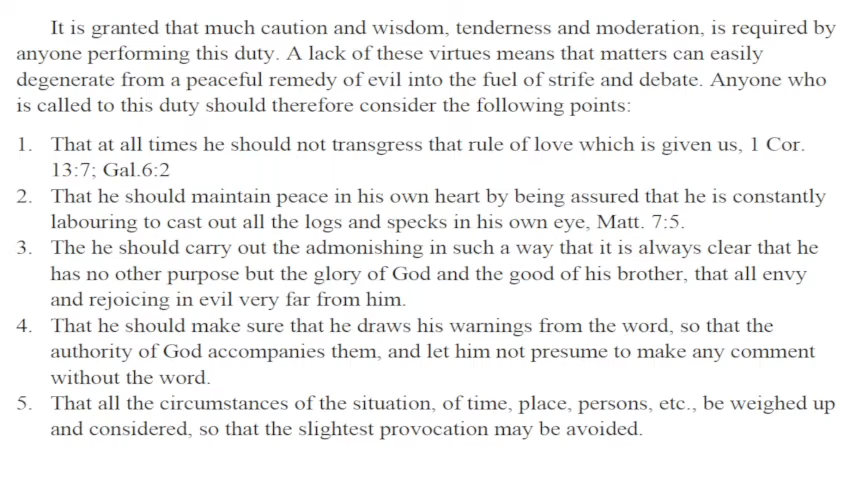 It is granted that much caution and wisdom, tenderness and moderation, is required by
anyone performing this duty. A lack of these virtues means that matters can easily
degenerate from a peaceful remedy of evil into the fuel of strife and debate. Anyone who
is called to this duty should therefore consider the following points:
1. That at all times he should not transgress that rule of love which is given us, 1 Cor.
13:7; Gal.6:2
2. That he should maintain peace in his own heart by being assured that he is constantly
labouring to cast out all the logs and specks in his own eye, Matt. 7:5.
3. The he should carry out the admonishing in such a way that it is always clear that he
has no other purpose but the glory of God and the good of his brother, that all envy
and rejoicing in evil very far from him.
4. That he should make sure that he draws his warnings from the word, so that the
authority of God accompanies them, and let him not presume to make any comment
without the word.
5. That all the circumstances of the situation, of time, place, persons, etc., be weighed up
and considered, so that the slightest provocation may be avoided.